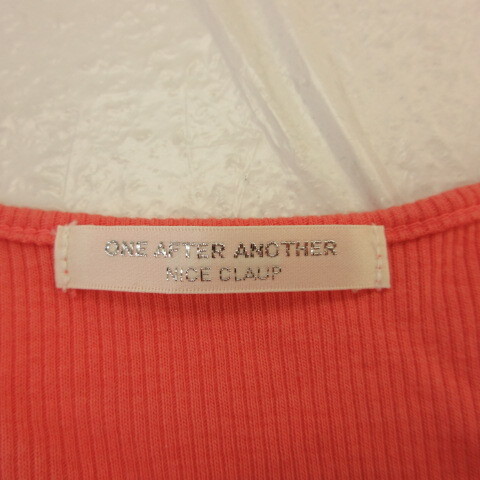 ONE AFTER ANOTHER
NICE CLAUP